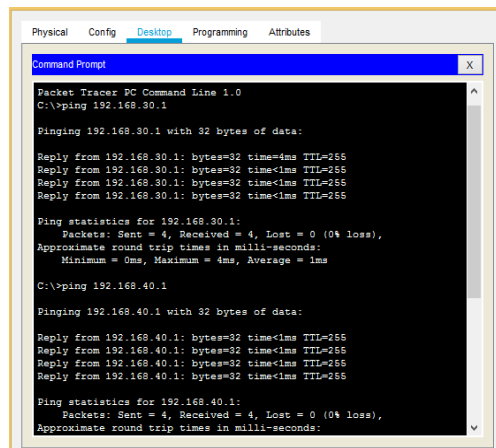 Physical Config Desktop Programming Attributes
Command Prompt X
Packet Tracer PC Command Line 1.0
C:\>ping 192.168.30.1
Pinging 192.168.30.1 with 32 bytes of data:
Reply from 192.168.30.1: bytes=32 time=4ms TTL=255
Reply from 192.168.30.1: bytes=32 time<1ms TTL=255
Reply from 192.168.30.1: bytes=32 time<1ms TTL=255
Reply from 192.168.30.1: bytes=32 time<1ms TTL=255
Ping statistics for 192.168.30.1:
Packets: Sent = 4, Received = 4, Lost = 0 (0% loss),
Approximate round trip times in milli-seconds:
Minimum = 0ms, Maximum = 4ms, Average = 1ms
C:\>ping 192.168.40.1
Pinging 192.168.40.1 with 32 bytes of data:
Reply from 192.168.40.1: bytes=32 time<1ms TTL=255
Reply from 192.168.40.1: bytes=32 time<1ms TTL=255
Reply from 192.168.40.1: bytes=32 time<1ms TTL=255
Reply from 192.168.40.1: bytes=32 time<1ms TTL=255
Ping statistics for 192.168.40.1:
Packets: Sent = 4, Received = 4, Lost = 0 (0% loss),
Approximate round trip times in milli-seconds: